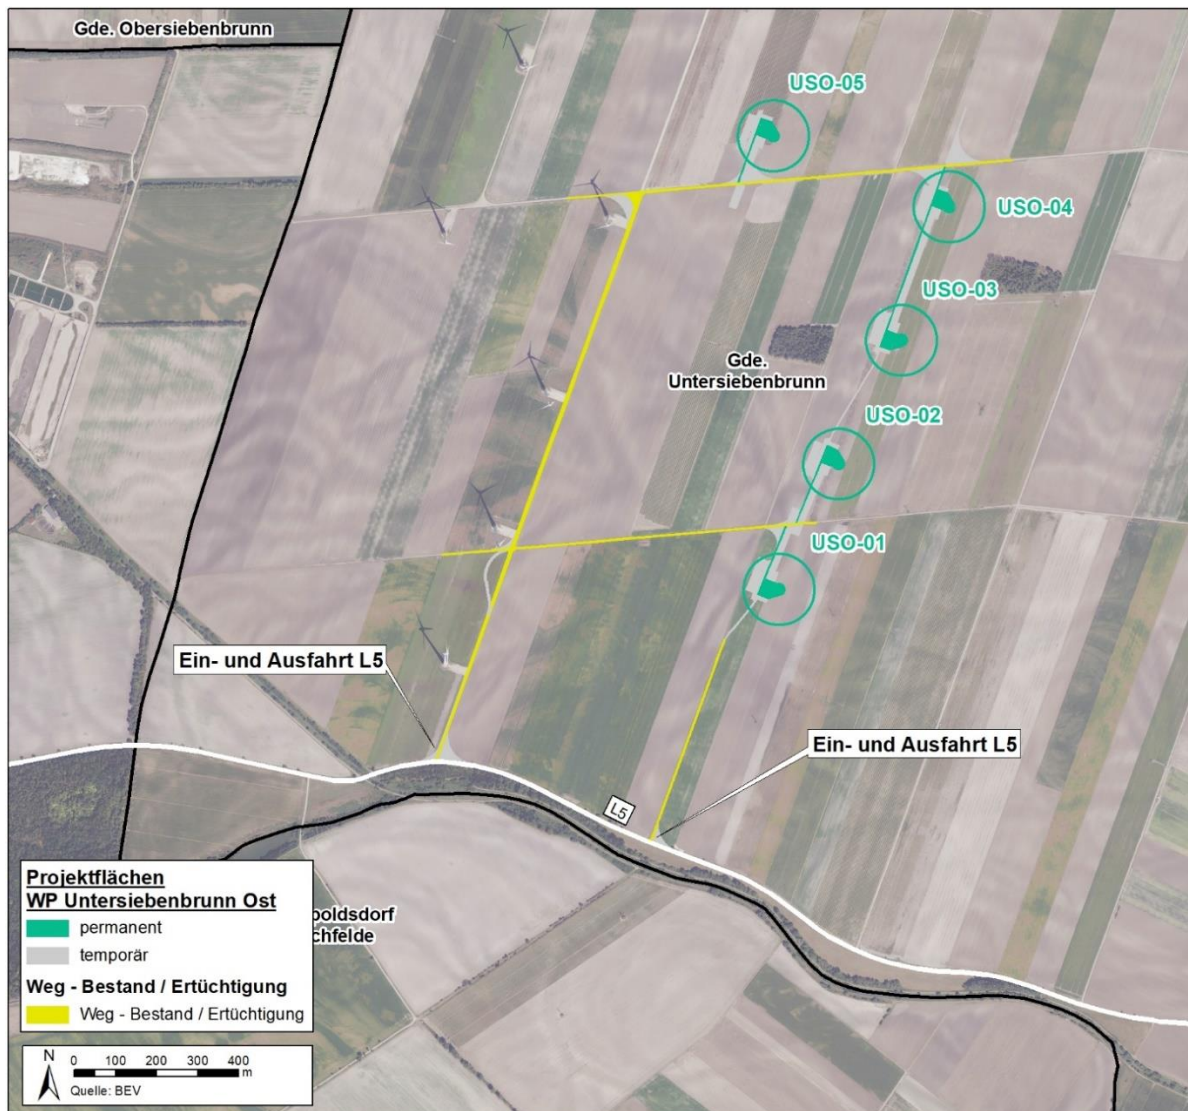 Gde. Obersiebenbrunn
USO-05
USO-04
USO-03
Gde.
Untersiebenbrunn
USO-02
USO-01
Ein- und Ausfahrt L5
Ein- und Ausfahrt L5
L5
Projektflächen
WP Untersiebenbrunn Ost
permanent
temporär
poldsdorf
chfelde
Weg - Bestand / Ertüchtigung
Weg - Bestand / Ertüchtigung
N
0 100 200 300 400
m
Quelle: BEV